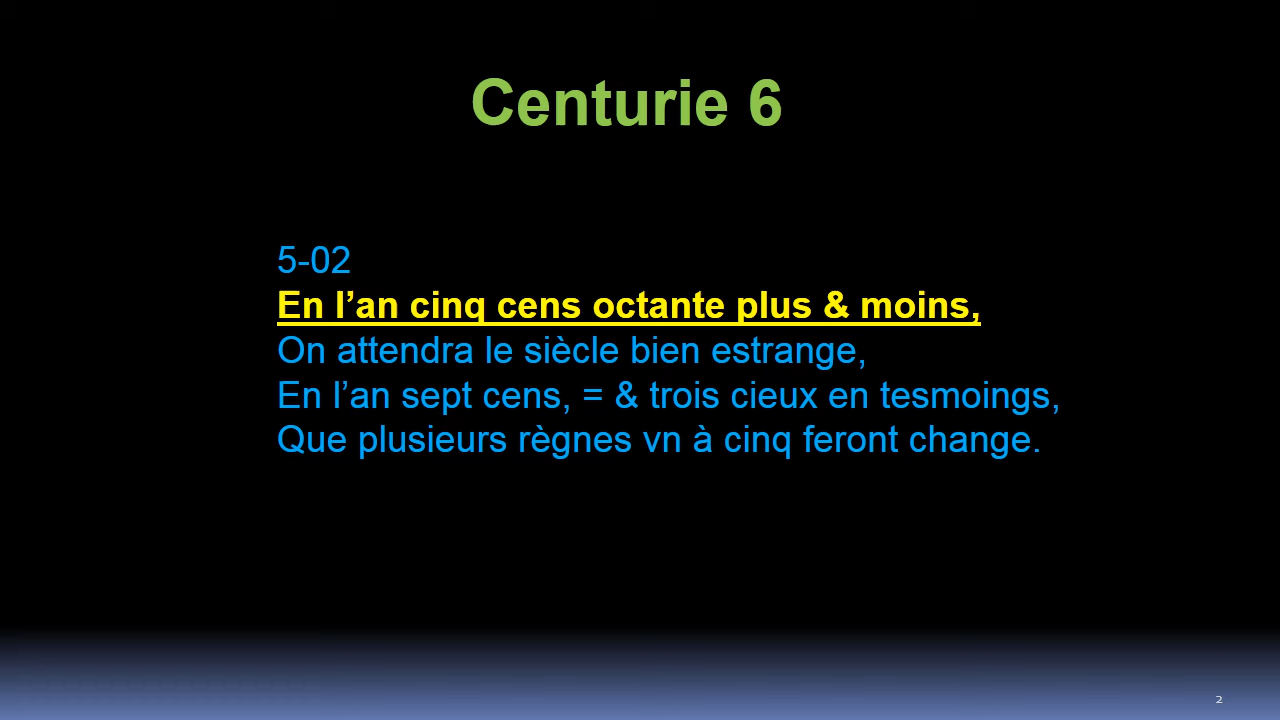 Centurie 6
5-02
En l’an cinq cens octante plus & moins,
On attendra le siècle bien estrange,
En l’an sept cens, = & trois cieux en tesmoings,
Que plusieurs règnes vn à cinq feront change.
2